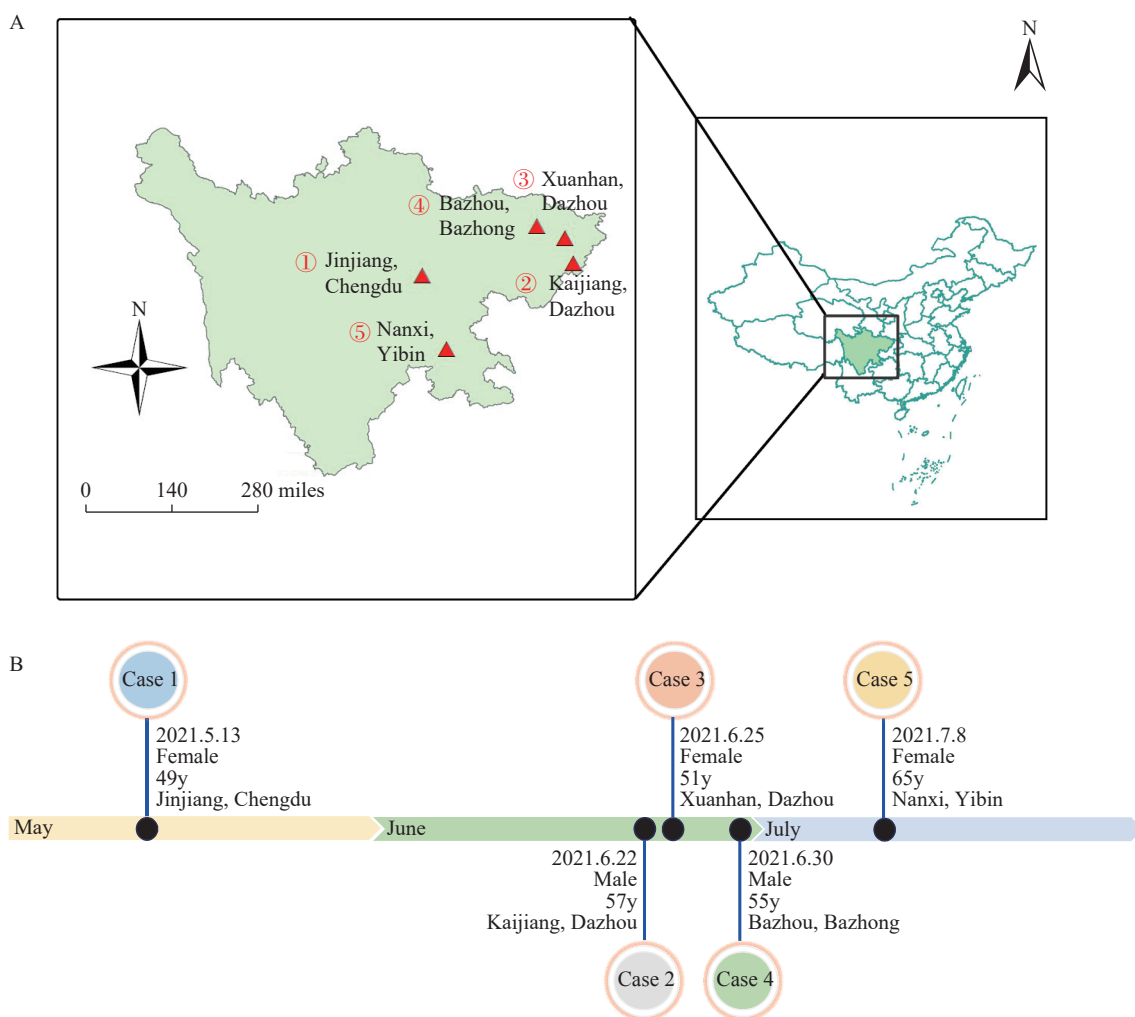 A
N
③ Xuanhan,
Dazhou
④ Bazhou,
Bazhong
① Jinjiang,
Chengdu
② Kaijiang,
Dazhou
⑤ Nanxi,
Yibin
N
0 140 280 miles
B
Case 1
Case 3
Case 5
2021.5.13
Female
49y
Jinjiang, Chengdu
2021.6.25
Female
51y
Xuanhan, Dazhou
2021.7.8
Female
65y
Nanxi, Yibin
May
June
July
2021.6.22
Male
57y
Kaijiang, Dazhou
2021.6.30
Male
55y
Bazhou, Bazhong
Case 2
Case 4